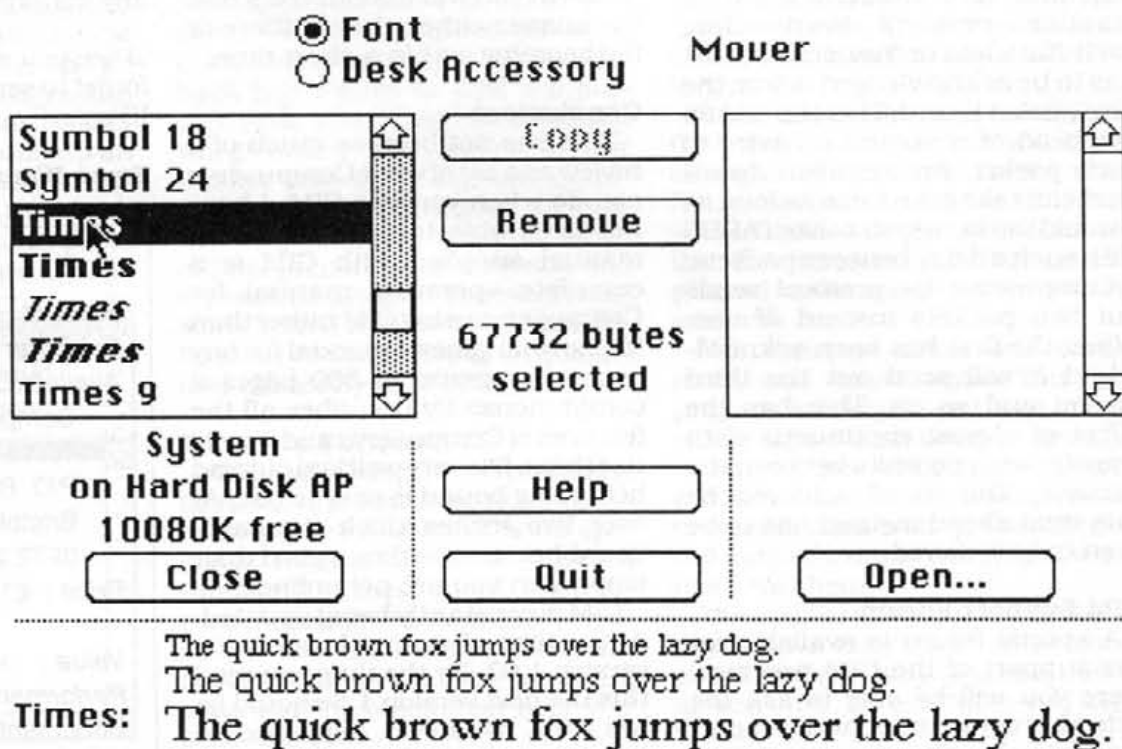 Font
Desk Accessory
Mover
Symbol 18
Symbol 24
Times
Times
Times
Times
Times 9
Copy
Remove
67732 bytes
selected
System
on Hard Disk AP
10080K free
Close
Help
Quit
Open...
The quick brown fox jumps over the lazy dog.
The quick brown fox jumps over the lazy dog.
Times: The quick brown fox jumps over the lazy dog.